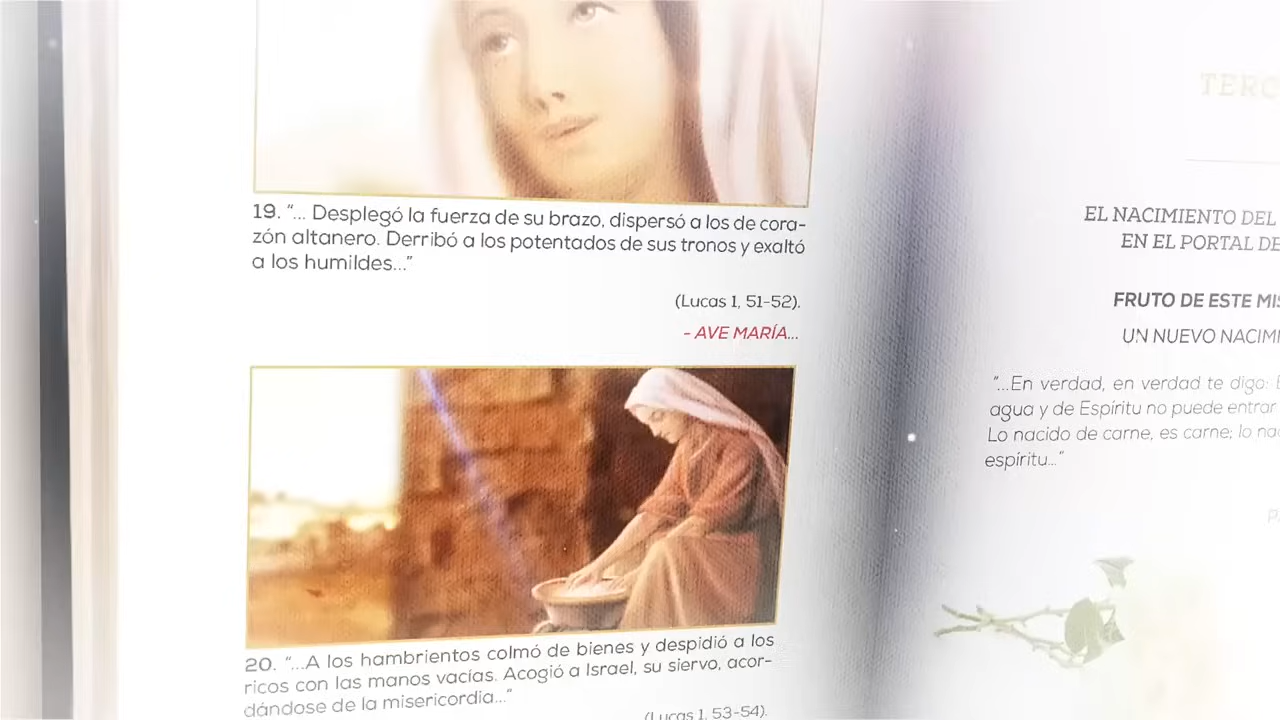 19. “... Desplegó la fuerza de su brazo, dispersó a los de cora-
zón altanero. Derribó a los potentados de sus tronos y exaltó
a los humildes...”
(Lucas 1, 51-52).
- AVE MARÍA...
20. “...A los hambrientos colmó de bienes y despidió a los
ricos con las manos vacías. Acogió a Israel, su siervo, acor-
dándose de la misericordia...”
(Lucas 1, 53-54).
EL NACIMIENTO DEL
EN EL PORTAL DE
FRUTO DE ESTE
UN NUEVO
“...En verdad, en verdad te digo:
agua y de Espíritu no puede entrar
Lo nacido de carne, es carne; lo
espíritu...”